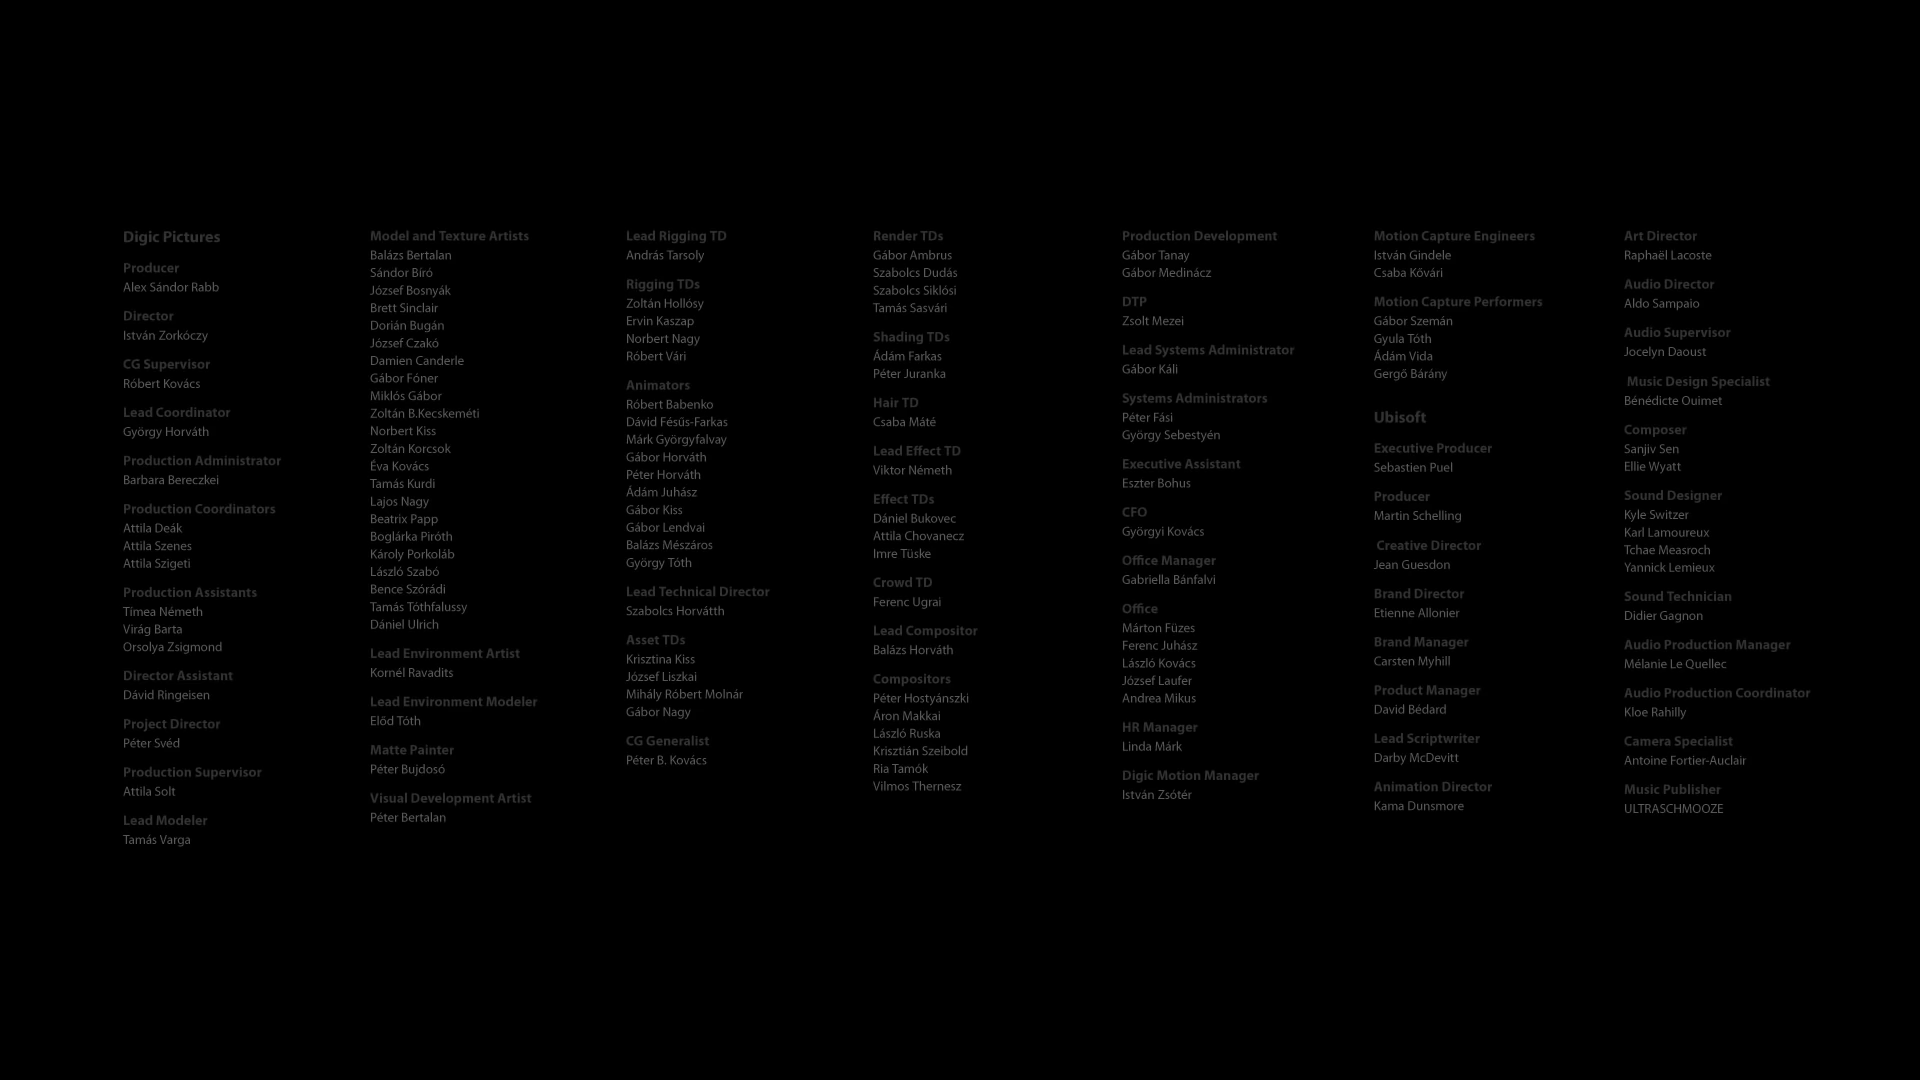 Digic Pictures
Producer
Alex Sándor Rabb
Director
István Zorkóczy
CG Supervisor
Róbert Kovács
Lead Coordinator
György Horváth
Production Administrator
Barbara Bereczkei
Production Coordinators
Attila Deák
Attila Szenes
Attila Szigeti
Production Assistants
Tímea Németh
Virág Barta
Orsolya Zsigmond
Director Assistant
Dávid Ringeisen
Project Director
Péter Svéd
Production Supervisor
Attila Solt
Lead Modeler
Tamás Varga
Model and Texture Artists
Balázs Bertalan
Sándor Bíró
József Bosnyák
Brett Sinclair
Dorián Bugán
József Czakó
Damien Canderle
Gábor Fóner
Miklós Gábor
Zoltán B.Kecskeméti
Norbert Kiss
Zoltán Korcsok
Éva Kovács
Tamás Kurdi
Lajos Nagy
Beatrix Papp
Boglárka Piróth
Károly Porkoláb
László Szabó
Bence Szórádi
Tamás Tóthfalussy
Dániel Ulrich
Lead Environment Artist
Kornél Ravadits
Lead Environment Modeler
Előd Tóth
Matte Painter
Péter Bujdosó
Visual Development Artist
Péter Bertalan
Lead Rigging TD
András Tarsoly
Rigging TDs
Zoltán Hollósy
Ervin Kaszap
Norbert Nagy
Róbert Vári
Animators
Róbert Babenko
Dávid Fésűs-Farkas
Márk Györgyfalvay
Gábor Horváth
Péter Horváth
Ádám Juhász
Gábor Kiss
Gábor Lendvai
Balázs Mészáros
György Tóth
Lead Technical Director
Szabolcs Horvátth
Asset TDs
Krisztina Kiss
József Liszkai
Mihály Róbert Molnár
Gábor Nagy
CG Generalist
Péter B. Kovács
Render TDs
Gábor Ambrus
Szabolcs Dudás
Szabolcs Siklósi
Tamás Sasvári
Shading TDs
Ádám Farkas
Péter Juranka
Hair TD
Csaba Máté
Lead Effect TD
Viktor Németh
Effect TDs
Dániel Bukovec
Attila Chovanecz
Imre Tüske
Crowd TD
Ferenc Ugrai
Lead Compositor
Balázs Horváth
Compositors
Péter Hostyánszki
Áron Makkai
László Ruska
Krisztián Szeibold
Ria Tamók
Vilmos Thernesz
Production Development
Gábor Tanay
Gábor Medinácz
DTP
Zsolt Mezei
Lead Systems Administrator
Gábor Káli
Systems Administrators
Péter Fási
György Sebestyén
Executive Assistant
Eszter Bohus
CFO
Györgyi Kovács
Office Manager
Gabriella Bánfalvi
Office
Márton Füzes
Ferenc Juhász
László Kovács
József Laufer
Andrea Mikus
HR Manager
Linda Márk
Digic Motion Manager
István Zsótér
Motion Capture Engineers
István Gindele
Csaba Kővári
Motion Capture Performers
Gábor Szemán
Gyula Tóth
Ádám Vida
Gergő Bárány
Ubisoft
Executive Producer
Sebastien Puel
Producer
Martin Schelling
Creative Director
Jean Guesdon
Brand Director
Etienne Allonier
Brand Manager
Carsten Myhill
Product Manager
David Bédard
Lead Scriptwriter
Darby McDevitt
Animation Director
Kama Dunsmore
Art Director
Raphaël Lacoste
Audio Director
Aldo Sampaio
Audio Supervisor
Jocelyn Daoust
Music Design Specialist
Bénédicte Ouimet
Composer
Sanjiv Sen
Ellie Wyatt
Sound Designer
Kyle Switzer
Karl Lamoureux
Tchae Measroch
Yannick Lemieux
Sound Technician
Didier Gagnon
Audio Production Manager
Mélanie Le Quellec
Audio Production Coordinator
Kloe Rahilly
Camera Specialist
Antoine Fortier-Auclair
Music Publisher
ULTRASCHMOOZE